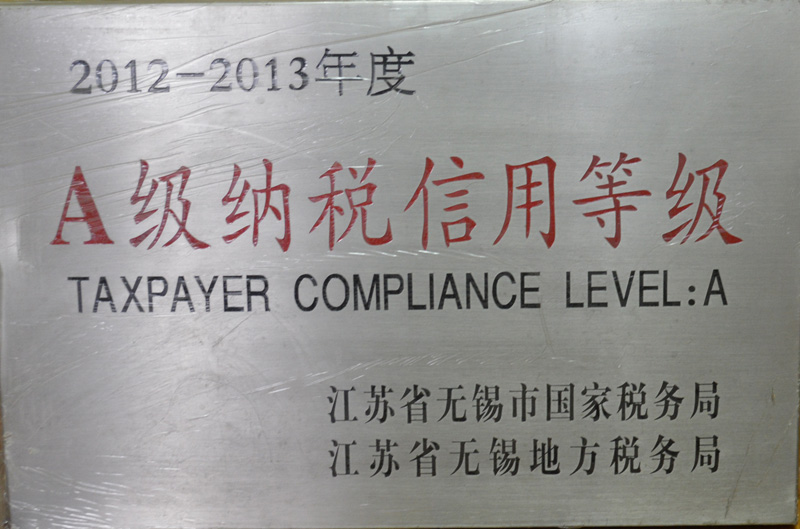 2012-2013年度
A级纳税信用等级
TAXPAYER COMPLIANCE LEVEL:A
江苏省无锡市国家税务局
江苏省无锡地方税务局